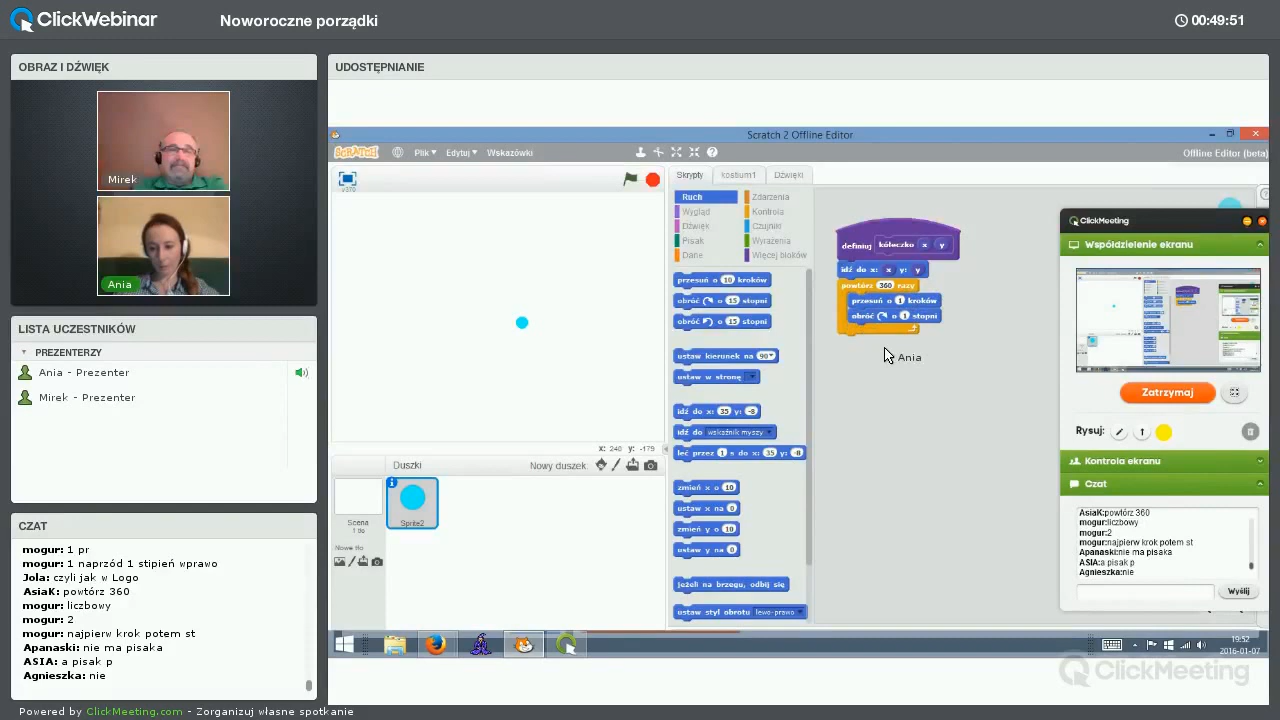 ClickWebinar
Noworoczne porządki
00:49:51
OBRAZ I DŹWIĘK
Mirek
Ania
LISTA UCZESTNIKÓW
PREZENTERZY
Ania - Prezenter
Mirek - Prezenter
CZAT
mogur: 1 pr
mogur: 1 naprzód 1 stipień wprawo
Jola: czyli jak w Logo
AsiaK: powtórz 360
mogur: liczbowy
mogur: 2
mogur: najpierw krok potem st
Apanaski: nie ma pisaka
ASIA: a pisak p
Agnieszka: nie
Powered by ClickMeeting.com - Zorganizuj własne spotkanie
UDOSTĘPNIANIE
Scratch 2 Offline Editor
SCRATCH
Plik
Edytuj
Wskazówki
Offline Editor (beta)
v370
x: 240 y: -179
Duszki
Nowy duszek:
Scena
1 tło
Nowe tło
Sprite2
Skrypty
kostium1
Dźwięki
Ruch
Wygląd
Dźwięk
Pisak
Dane
Zdarzenia
Kontrola
Czujniki
Wyrażenia
Więcej bloków
przesuń o 10 kroków
obróć o 15 stopni
obróć o 15 stopni
ustaw kierunek na 90
ustaw w stronę
idź do x: 35 y: -8
idź do wskaźnik myszy
leć przez 1 s do x: 35 y: -8
zmień x o 10
ustaw x na 0
zmień y o 10
ustaw y na 0
jeżeli na brzegu, odbij się
ustaw styl obrotu lewo-prawo
definiuj kółeczko x y
idź do x: x y: y
powtórz 360 razy
przesuń o 1 kroków
obróć o 1 stopni
Ania
ClickMeeting
Współdzielenie ekranu
Zatrzymaj
Rysuj:
Kontrola ekranu
Czat
AsiaK:powtórz 360
mogur:liczbowy
mogur:2
mogur:najpierw krok potem st
Apanaski:nie ma pisaka
ASIA:a pisak p
Agnieszka:nie
Wyślij
19:52
2016-01-07
ClickMeeting